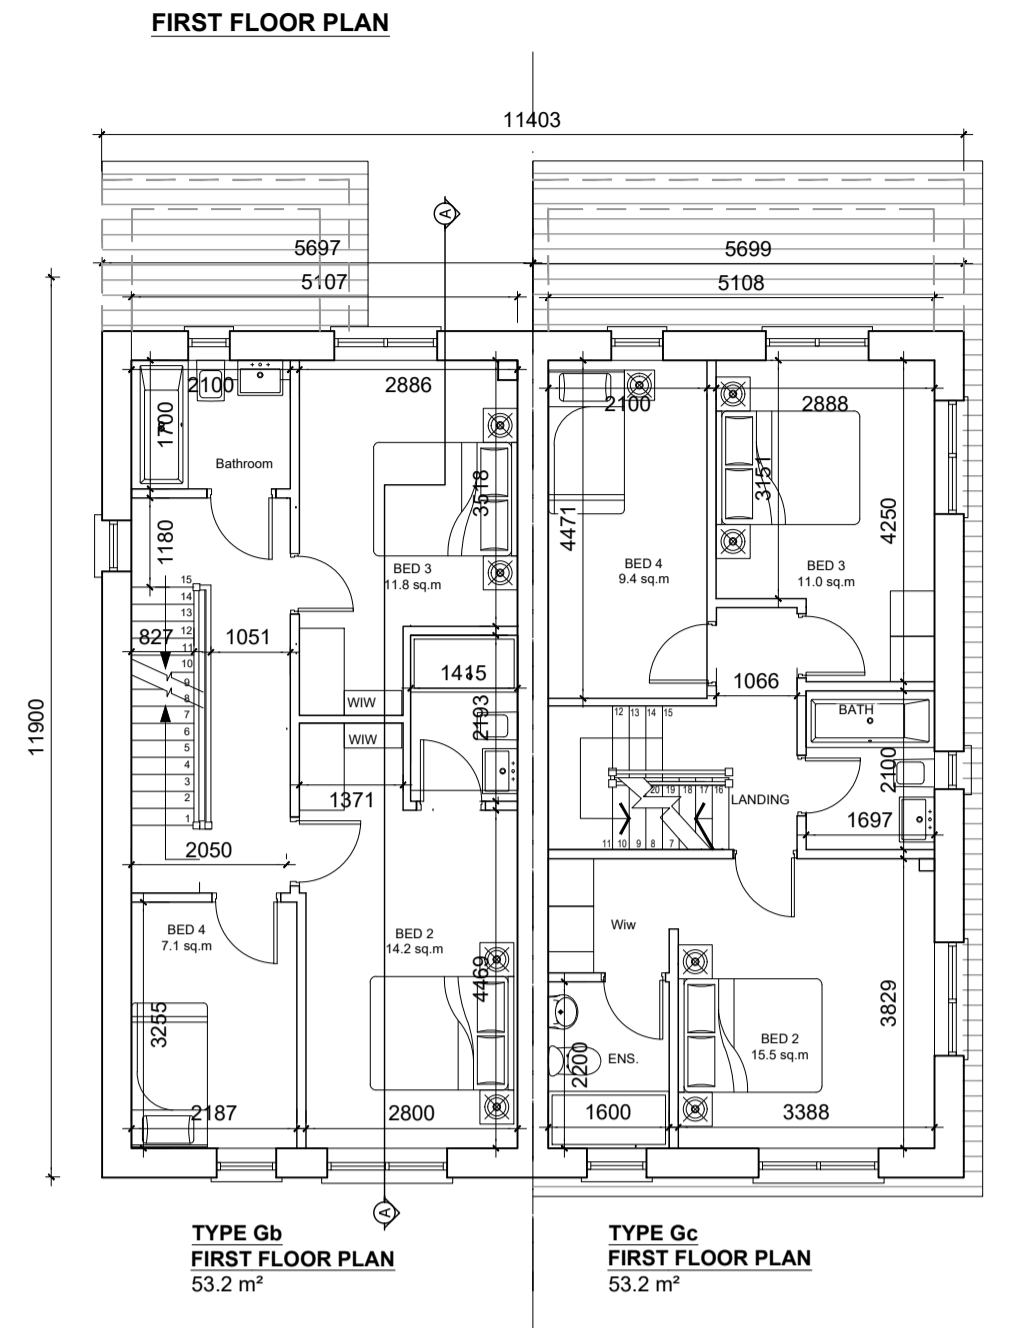 FIRST FLOOR PLAN
11403
A
5697
5699
5107
5108
2100
2886
2100
2888
1700
Bathroom
3518
3151
4471
4250
1180
BED 3
11.8 sq.m
BED 4
9.4 sq.m
BED 3
11.0 sq.m
15
14
13
12
11
10
9
8
7
6
5
4
3
2
1
827
1051
1415
1066
WIW
WIW
2193
12 13 14 15
BATH
11900
2100
1371
20 19 18 17 16
LANDING
1697
11 10 9 8 7
2050
BED 4
7.1 sq.m
BED 2
14.2 sq.m
Wiw
4469
3829
3255
BED 2
15.5 sq.m
ENS.
2200
2187
2800
1600
3388
A
TYPE Gb
FIRST FLOOR PLAN
53.2 m²
TYPE Gc
FIRST FLOOR PLAN
53.2 m²